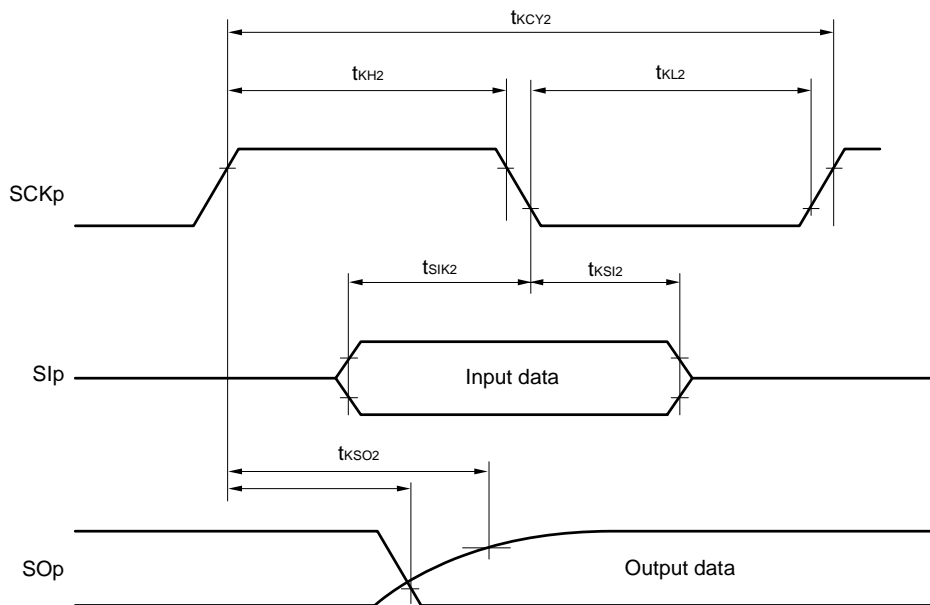 tKCY2
tKH2
tKL2
SCKp
tSIK2
tKSI2
SIp
Input data
tKSO2
SOp
Output data